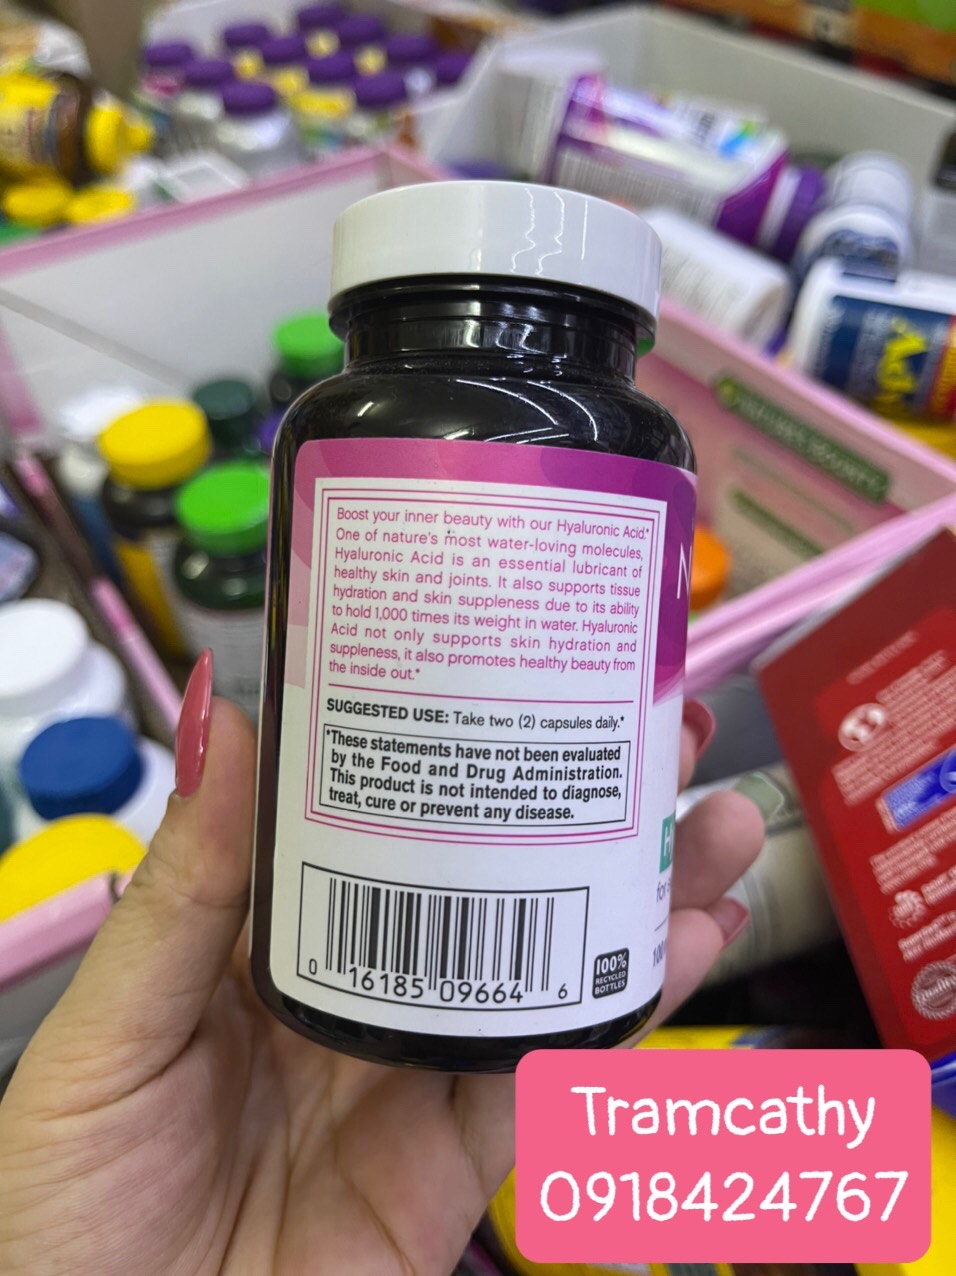 Boost your inner beauty with our Hyaluronic Acid.*
One of nature's most water-loving molecules,
Hyaluronic Acid is an essential lubricant of
healthy skin and joints. It also supports tissue
hydration and skin suppleness due to its ability
to hold 1,000 times its weight in water. Hyaluronic
Acid not only supports skin hydration and
suppleness, it also promotes healthy beauty from
the inside out.*
SUGGESTED USE: Take two (2) capsules daily.*
*These statements have not been evaluated
by the Food and Drug Administration.
This product is not intended to diagnose,
treat, cure or prevent any disease.
0 16185 09664 6
100%
RECYCLED
BOTTLES
N
H
for
100
Tramcathy
0918424767